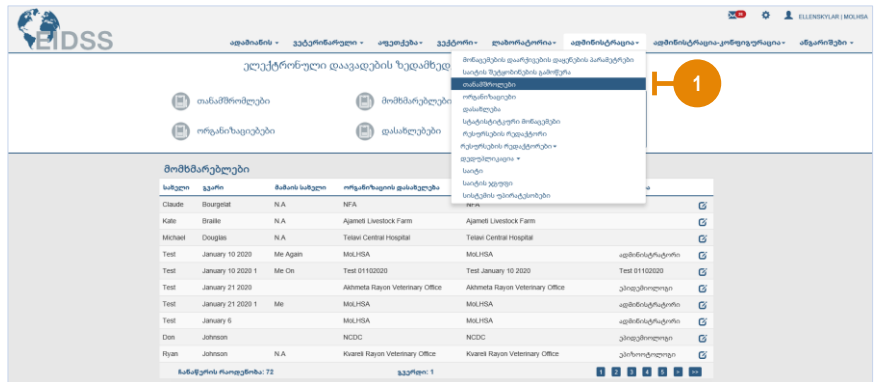 26 ELLENSKYLAR | MOLHSA
EIDSS
ადამიანის ვეტერინარული აფეთქება ვექტორი ლაბორატორია ადმინისტრაცია ადმინისტრაცია-კონფიგურაცია ანგარიშები
ელექტრონული დაავადების ზედამხედ
მონაცემების დაარქივების დაყენების პარამეტრები
საიტის შეტყობინების გამოწერა
თანამშრომლები
ორგანიზაციები
დასახლება
სტატისტიკური მონაცემები
რესურსების რედაქტორი
რესურსების რედაქტორები
დედუპლიკაცია
საიტი
საიტის ჯგუფი
სისტემის უპირატესობები
1
თანამშრომლები მომხმარებლები
ორგანიზაციებები დასახლებები
მომხმარებლები
სახელი გვარი მამის სახელი ორგანიზაციის დასახელება
Claude Bourgelat N.A NFA NFA
Kate Braille N.A Ajameti Livestock Farm Ajameti Livestock Farm
Michael Douglas N.A Telavi Central Hospital Telavi Central Hospital
Test January 10 2020 Me Again MoLHSA MoLHSA ადმინისტრატორი
Test January 10 2020 1 Me On Test 01102020 Test January 10 2020 Test 01102020
Test January 21 2020 Akhmeta Rayon Veterinary Office Akhmeta Rayon Veterinary Office ეპიდემიოლოგი
Test January 21 2020 1 Me MoLHSA MoLHSA ადმინისტრატორი
Test January 6 MoLHSA MoLHSA ადმინისტრატორი
Don Johnson NCDC NCDC ეპიდემიოლოგი
Ryan Johnson N.A Kvareli Rayon Veterinary Office Kvareli Rayon Veterinary Office ეპიზოოტოლოგი
ჩანაწერის რაოდენობა: 72 გვერდი: 1 1 2 3 4 5 > >>